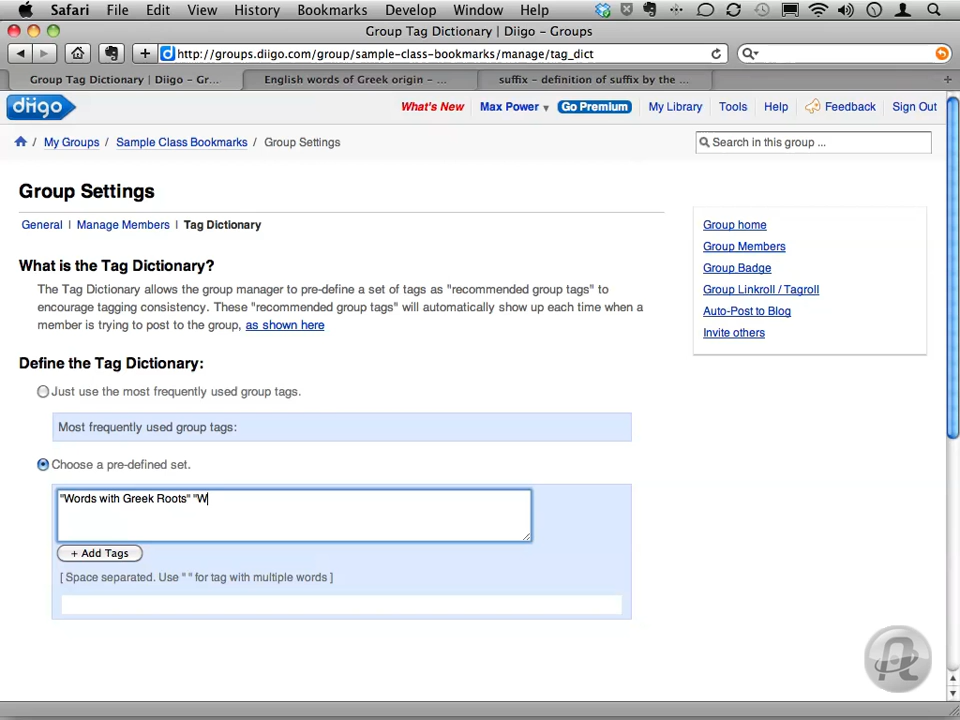 Safari File Edit View History Bookmarks Develop Window Help
Group Tag Dictionary | Diigo – Groups
http://groups.diigo.com/group/sample-class-bookmarks/manage/tag_dict
Group Tag Dictionary | Diigo – Gr... English words of Greek origin – ... suffix – definition of suffix by the ...
diigo What's New Max Power Go Premium My Library Tools Help Feedback Sign Out
/ My Groups / Sample Class Bookmarks / Group Settings Search in this group ...
Group Settings
General | Manage Members | Tag Dictionary
What is the Tag Dictionary?
The Tag Dictionary allows the group manager to pre-define a set of tags as "recommended group tags" to
encourage tagging consistency. These "recommended group tags" will automatically show up each time when a
member is trying to post to the group, as shown here
Define the Tag Dictionary:
Just use the most frequently used group tags.
Most frequently used group tags:
Choose a pre-defined set.
"Words with Greek Roots" "W
+ Add Tags
[ Space separated. Use " " for tag with multiple words ]
Group home
Group Members
Group Badge
Group Linkroll / Tagroll
Auto-Post to Blog
Invite others